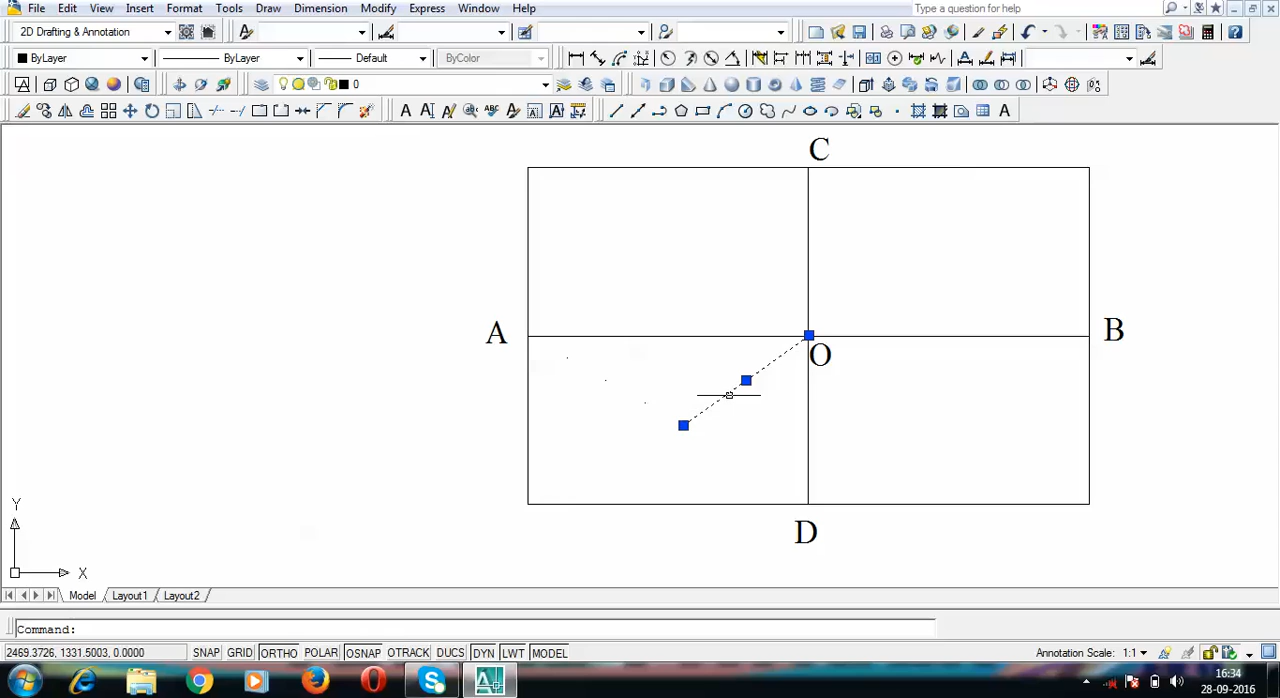 File Edit View Insert Format Tools Draw Dimension Modify Express Window Help Type a question for help
2D Drafting & Annotation
ByLayer ByLayer Default ByColor
0
C
A B
O
D
Y
X
Model Layout1 Layout2
Command:
2469.3726, 1331.5003, 0.0000 SNAP GRID ORTHO POLAR OSNAP OTRACK DUCS DYN LWT MODEL Annotation Scale: 1:1
16:34
28-09-2016